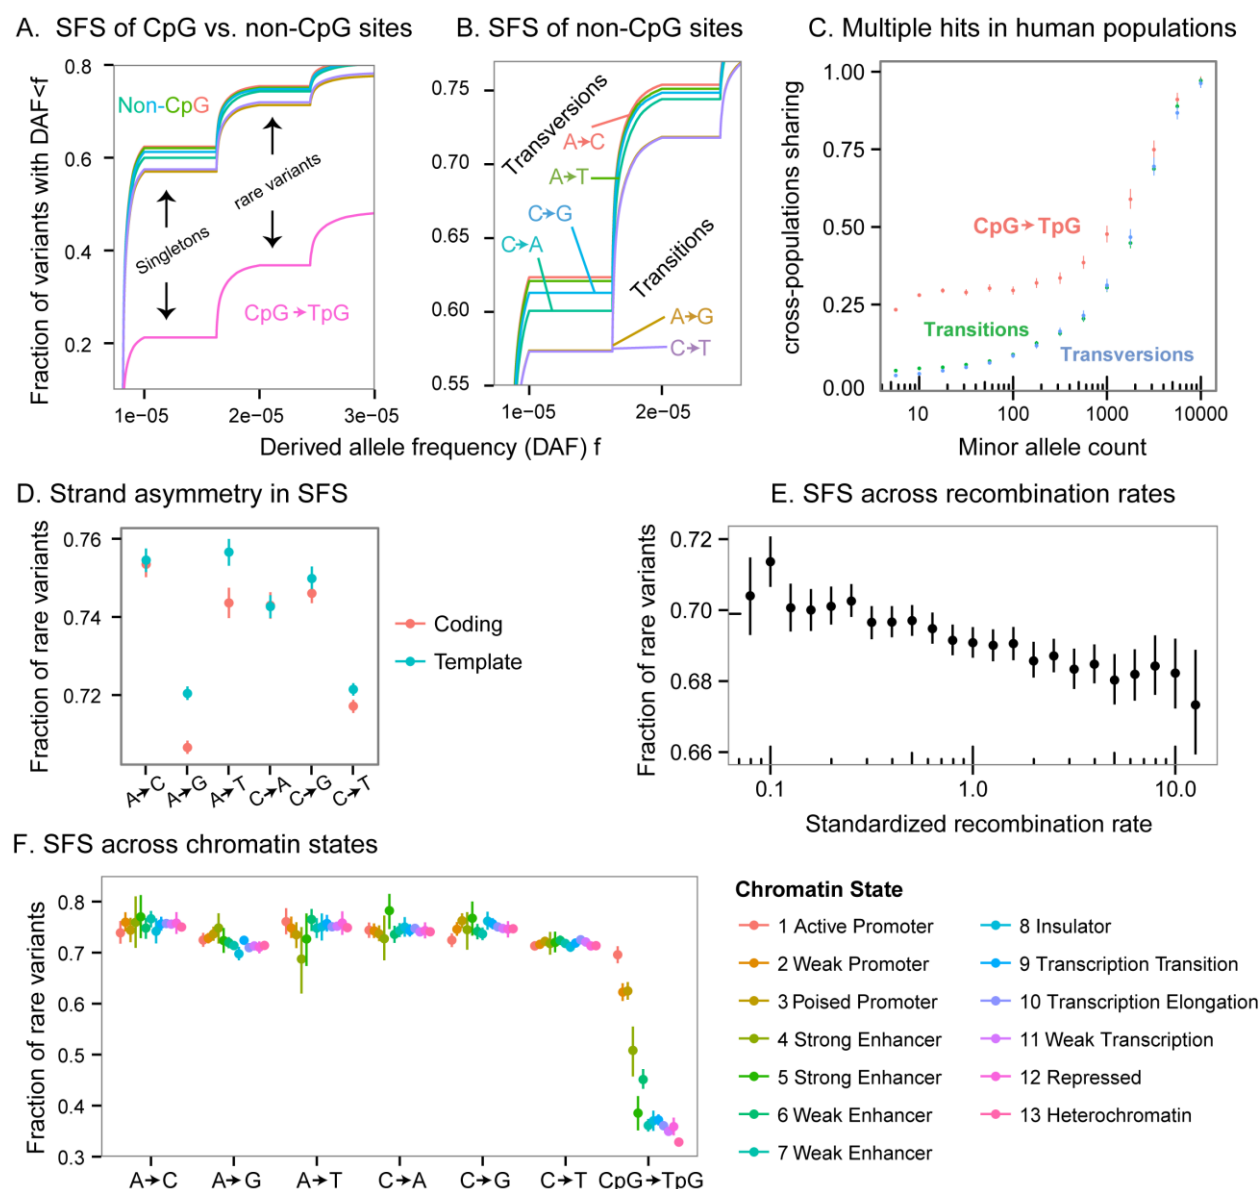 A. SFS of CpG vs. non-CpG sites
Fraction of variants with DAF<f
0.8
0.6
0.4
0.2
Non-CpG
Singletons
rare variants
CpG→TpG
1e−05
2e−05
3e−05
B. SFS of non-CpG sites
0.75
0.70
0.65
0.60
0.55
Transversions
A→C
A→T
C→G
C→A
Transitions
A→G
C→T
1e−05
2e−05
Derived allele frequency (DAF) f
C. Multiple hits in human populations
cross-populations sharing
1.00
0.75
0.50
0.25
0.00
CpG→TpG
Transitions
Transversions
10
100
1000
10000
Minor allele count
D. Strand asymmetry in SFS
Fraction of rare variants
0.76
0.74
0.72
A→C
A→G
A→T
C→A
C→G
C→T
Coding
Template
E. SFS across recombination rates
Fraction of rare variants
0.72
0.70
0.68
0.66
0.1
1.0
10.0
Standardized recombination rate
F. SFS across chromatin states
Fraction of rare variants
0.8
0.7
0.6
0.5
0.4
0.3
A→C
A→G
A→T
C→A
C→G
C→T
CpG→TpG
Chromatin State
1 Active Promoter
2 Weak Promoter
3 Poised Promoter
4 Strong Enhancer
5 Strong Enhancer
6 Weak Enhancer
7 Weak Enhancer
8 Insulator
9 Transcription Transition
10 Transcription Elongation
11 Weak Transcription
12 Repressed
13 Heterochromatin